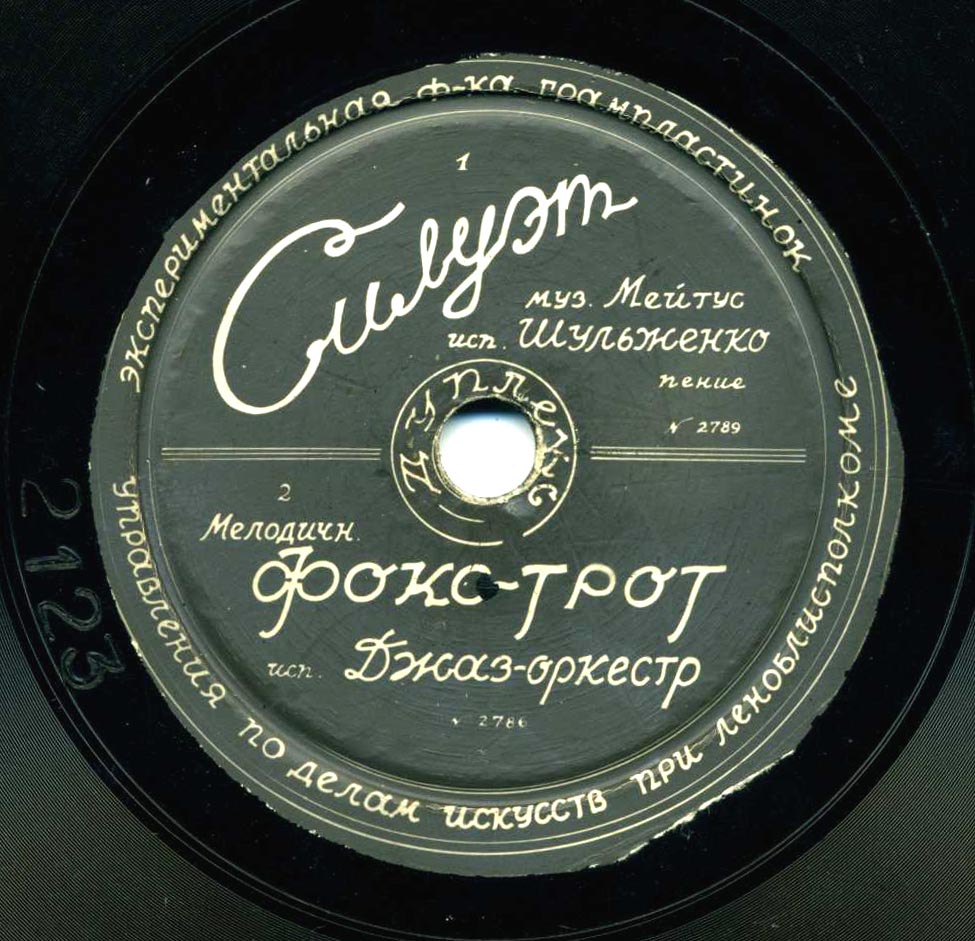 экспериментальная ф-ка грампластинок
1
Силуэт
муз. Мейтус
исп. Шульженко
пение
№ 2789
Дуплекс
2
Мелодичн.
Фокс-трот
исп. Джаз-оркестр
№ 2786
управления по делам искусств при леноблисполкоме
2123